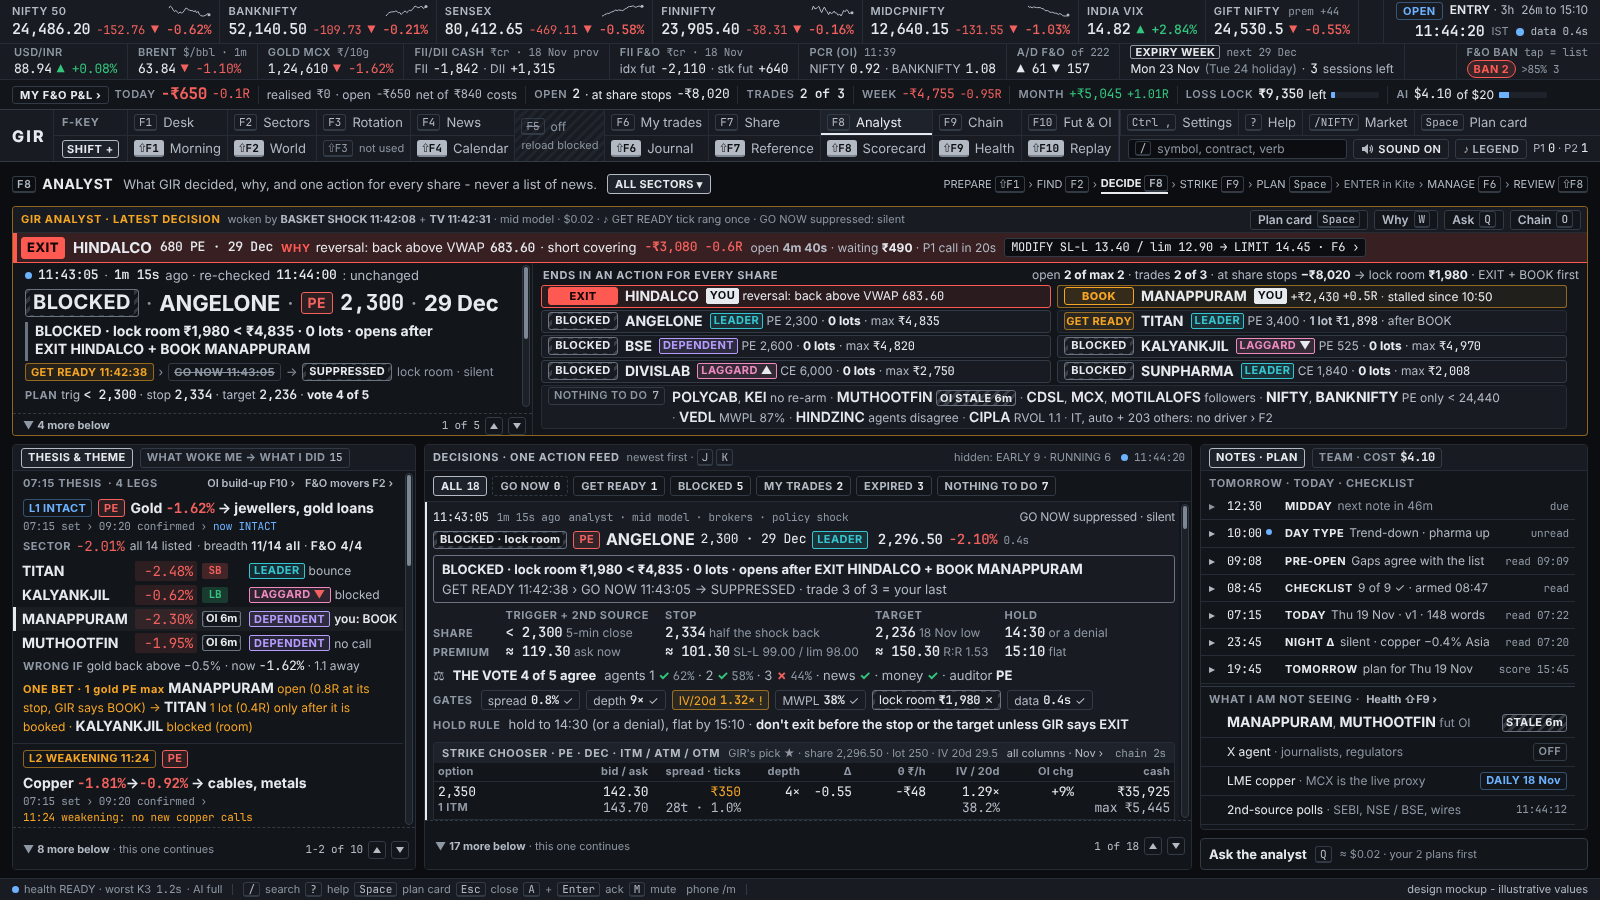 NIFTY 50 BANKNIFTY SENSEX FINNIFTY MIDCPNIFTY INDIA VIX GIFT NIFTY prem +44 OPEN ENTRY · 3h 26m to 15:10
24,486.20 -152.76 ▼ -0.62% 52,140.50 -109.73 ▼ -0.21% 80,412.65 -469.11 ▼ -0.58% 23,905.40 -38.31 ▼ -0.16% 12,640.15 -131.55 ▼ -1.03% 14.82 ▲ +2.84% 24,530.5 ▼ -0.55% 11:44:20 IST ● data 0.4s
USD/INR BRENT $/bbl · 1m GOLD MCX ₹/10g FII/DII CASH ₹cr · 18 Nov prov FII F&O ₹cr · 18 Nov PCR (OI) 11:39 A/D F&O of 222 EXPIRY WEEK next 29 Dec F&O BAN tap = list
88.94 ▲ +0.08% 63.84 ▼ -1.10% 1,24,610 ▼ -1.62% FII -1,842 · DII +1,315 idx fut -2,110 · stk fut +640 NIFTY 0.92 · BANKNIFTY 1.08 ▲ 61 ▼ 157 Mon 23 Nov (Tue 24 holiday) · 3 sessions left BAN 2 >85% 3
MY F&O P&L › TODAY -₹650 -0.1R realised ₹0 · open -₹650 net of ₹840 costs OPEN 2 · at share stops -₹8,020 TRADES 2 of 3 WEEK -₹4,755 -0.95R MONTH +₹5,045 +1.01R LOSS LOCK ₹9,350 left AI $4.10 of $20
GIR F-KEY F1 Desk F2 Sectors F3 Rotation F4 News F5 off F6 My trades F7 Share F8 Analyst F9 Chain F10 Fut & OI Ctrl , Settings ? Help /NIFTY Market Space Plan card
SHIFT + ⇧F1 Morning ⇧F2 World ⇧F3 not used ⇧F4 Calendar reload blocked ⇧F6 Journal ⇧F7 Reference ⇧F8 Scorecard ⇧F9 Health ⇧F10 Replay / symbol, contract, verb SOUND ON ♪ LEGEND P1 0 · P2 1
F8 ANALYST What GIR decided, why, and one action for every share - never a list of news. ALL SECTORS ▾ PREPARE ⇧F1 › FIND F2 › DECIDE F8 › STRIKE F9 › PLAN Space › ENTER in Kite › MANAGE F6 › REVIEW ⇧F8
GIR ANALYST · LATEST DECISION woken by BASKET SHOCK 11:42:08 + TV 11:42:31 · mid model · $0.02 · ♪ GET READY tick rang once · GO NOW suppressed: silent Plan card Space Why W Ask Q Chain O
EXIT HINDALCO 680 PE · 29 Dec WHY reversal: back above VWAP 683.60 · short covering -₹3,080 -0.6R open 4m 40s · waiting ₹490 · P1 call in 20s MODIFY SL-L 13.40 / lim 12.90 → LIMIT 14.45 · F6 ›
● 11:43:05 · 1m 15s ago · re-checked 11:44:00 : unchanged
BLOCKED · ANGELONE · PE 2,300 · 29 Dec
BLOCKED · lock room ₹1,980 < ₹4,835 · 0 lots · opens after
EXIT HINDALCO + BOOK MANAPPURAM
GET READY 11:42:38 › GO NOW 11:43:05 → SUPPRESSED lock room · silent
PLAN trig < 2,300 · stop 2,334 · target 2,236 · vote 4 of 5
▼ 4 more below 1 of 5 ▲ ▼
ENDS IN AN ACTION FOR EVERY SHARE open 2 of max 2 · trades 2 of 3 · at share stops −₹8,020 → lock room ₹1,980 · EXIT + BOOK first
EXIT HINDALCO YOU reversal: back above VWAP 683.60 BOOK MANAPPURAM YOU +₹2,430 +0.5R · stalled since 10:50
BLOCKED ANGELONE LEADER PE 2,300 · 0 lots · max ₹4,835 GET READY TITAN LEADER PE 3,400 · 1 lot ₹1,898 · after BOOK
BLOCKED BSE DEPENDENT PE 2,600 · 0 lots · max ₹4,820 BLOCKED KALYANKJIL LAGGARD ▼ PE 525 · 0 lots · max ₹4,970
BLOCKED DIVISLAB LAGGARD ▲ CE 6,000 · 0 lots · max ₹2,750 BLOCKED SUNPHARMA LEADER CE 1,840 · 0 lots · max ₹2,008
NOTHING TO DO 7 POLYCAB, KEI no re-arm · MUTHOOTFIN OI STALE 6m · CDSL, MCX, MOTILALOFS followers · NIFTY, BANKNIFTY PE only < 24,440
· VEDL MWPL 87% · HINDZINC agents disagree · CIPLA RVOL 1.1 · IT, auto + 203 others: no driver › F2
THESIS & THEME WHAT WOKE ME → WHAT I DID 15
07:15 THESIS · 4 LEGS OI build-up F10 › F&O movers F2 ›
L1 INTACT PE Gold -1.62% → jewellers, gold loans
07:15 set › 09:20 confirmed › now INTACT
SECTOR -2.01% all 14 listed · breadth 11/14 all · F&O 4/4
TITAN -2.48% SB LEADER bounce
KALYANKJIL -0.62% LB LAGGARD ▼ blocked
MANAPPURAM -2.30% OI 6m DEPENDENT you: BOOK
MUTHOOTFIN -1.95% OI 6m DEPENDENT no call
WRONG IF gold back above −0.5% · now -1.62% · 1.1 away
ONE BET · 1 gold PE max MANAPPURAM open (0.8R at its
stop, GIR says BOOK) → TITAN 1 lot (0.4R) only after it is
booked · KALYANKJIL blocked (room)
L2 WEAKENING 11:24 PE
Copper -1.81%→-0.92% → cables, metals
07:15 set › 09:20 confirmed ›
11:24 weakening: no new copper calls
▼ 8 more below · this one continues 1-2 of 10 ▲ ▼
DECISIONS · ONE ACTION FEED newest first · J K hidden: EARLY 9 · RUNNING 6 ● 11:44:20
ALL 18 GO NOW 0 GET READY 1 BLOCKED 5 MY TRADES 2 EXPIRED 3 NOTHING TO DO 7
11:43:05 1m 15s ago analyst · mid model · brokers · policy shock GO NOW suppressed · silent
BLOCKED · lock room PE ANGELONE 2,300 · 29 Dec LEADER 2,296.50 -2.10% 0.4s
BLOCKED · lock room ₹1,980 < ₹4,835 · 0 lots · opens after EXIT HINDALCO + BOOK MANAPPURAM
GET READY 11:42:38 › GO NOW 11:43:05 → SUPPRESSED · trade 3 of 3 = your last
TRIGGER + 2ND SOURCE STOP TARGET HOLD
SHARE < 2,300 5-min close 2,334 half the shock back 2,236 18 Nov low 14:30 or a denial
PREMIUM ≈ 119.30 ask now ≈ 101.30 SL-L 99.00 / lim 98.00 ≈ 150.30 R:R 1.53 15:10 flat
⚖ THE VOTE 4 of 5 agree agents 1 ✓ 62% · 2 ✓ 58% · 3 × 44% · news ✓ · money ✓ · auditor PE
GATES spread 0.8% ✓ depth 9× ✓ IV/20d 1.32× ! MWPL 38% ✓ lock room ₹1,980 × data 0.4s ✓
HOLD RULE hold to 14:30 (or a denial), flat by 15:10 · don't exit before the stop or the target unless GIR says EXIT
STRIKE CHOOSER · PE · DEC · ITM / ATM / OTM GIR's pick ★ · share 2,296.50 · lot 250 · IV 20d 29.5 all columns · Nov › chain 2s
option bid / ask spread · ticks depth Δ θ ₹/h IV / 20d OI chg cash
2,350 142.30 ₹350 4× -0.55 -₹48 1.29× +9% ₹35,925
1 ITM 143.70 28t · 1.0% 38.2% max ₹5,445
▼ 17 more below · this one continues 1 of 18 ▲ ▼
NOTES · PLAN TEAM · COST $4.10
TOMORROW · TODAY · CHECKLIST
▸ 12:30 MIDDAY next note in 46m due
▸ 10:00 ● DAY TYPE Trend-down · pharma up unread
▸ 09:08 PRE-OPEN Gaps agree with the list read 09:09
▸ 08:45 CHECKLIST 9 of 9 ✓ · armed 08:47 read
▸ 07:15 TODAY Thu 19 Nov · v1 · 148 words read 07:22
▸ 23:45 NIGHT Δ silent · copper −0.4% Asia read 07:20
▸ 19:45 TOMORROW plan for Thu 19 Nov score 15:45
WHAT I AM NOT SEEING · Health ⇧F9 ›
MANAPPURAM, MUTHOOTFIN fut OI STALE 6m
X agent · journalists, regulators OFF
LME copper · MCX is the live proxy DAILY 18 Nov
2nd-source polls · SEBI, NSE / BSE, wires 11:44:12
Ask the analyst Q ≈ $0.02 · your 2 plans first
● health READY · worst K3 1.2s · AI full / search ? help Space plan card Esc close A + Enter ack M mute phone /m design mockup - illustrative values